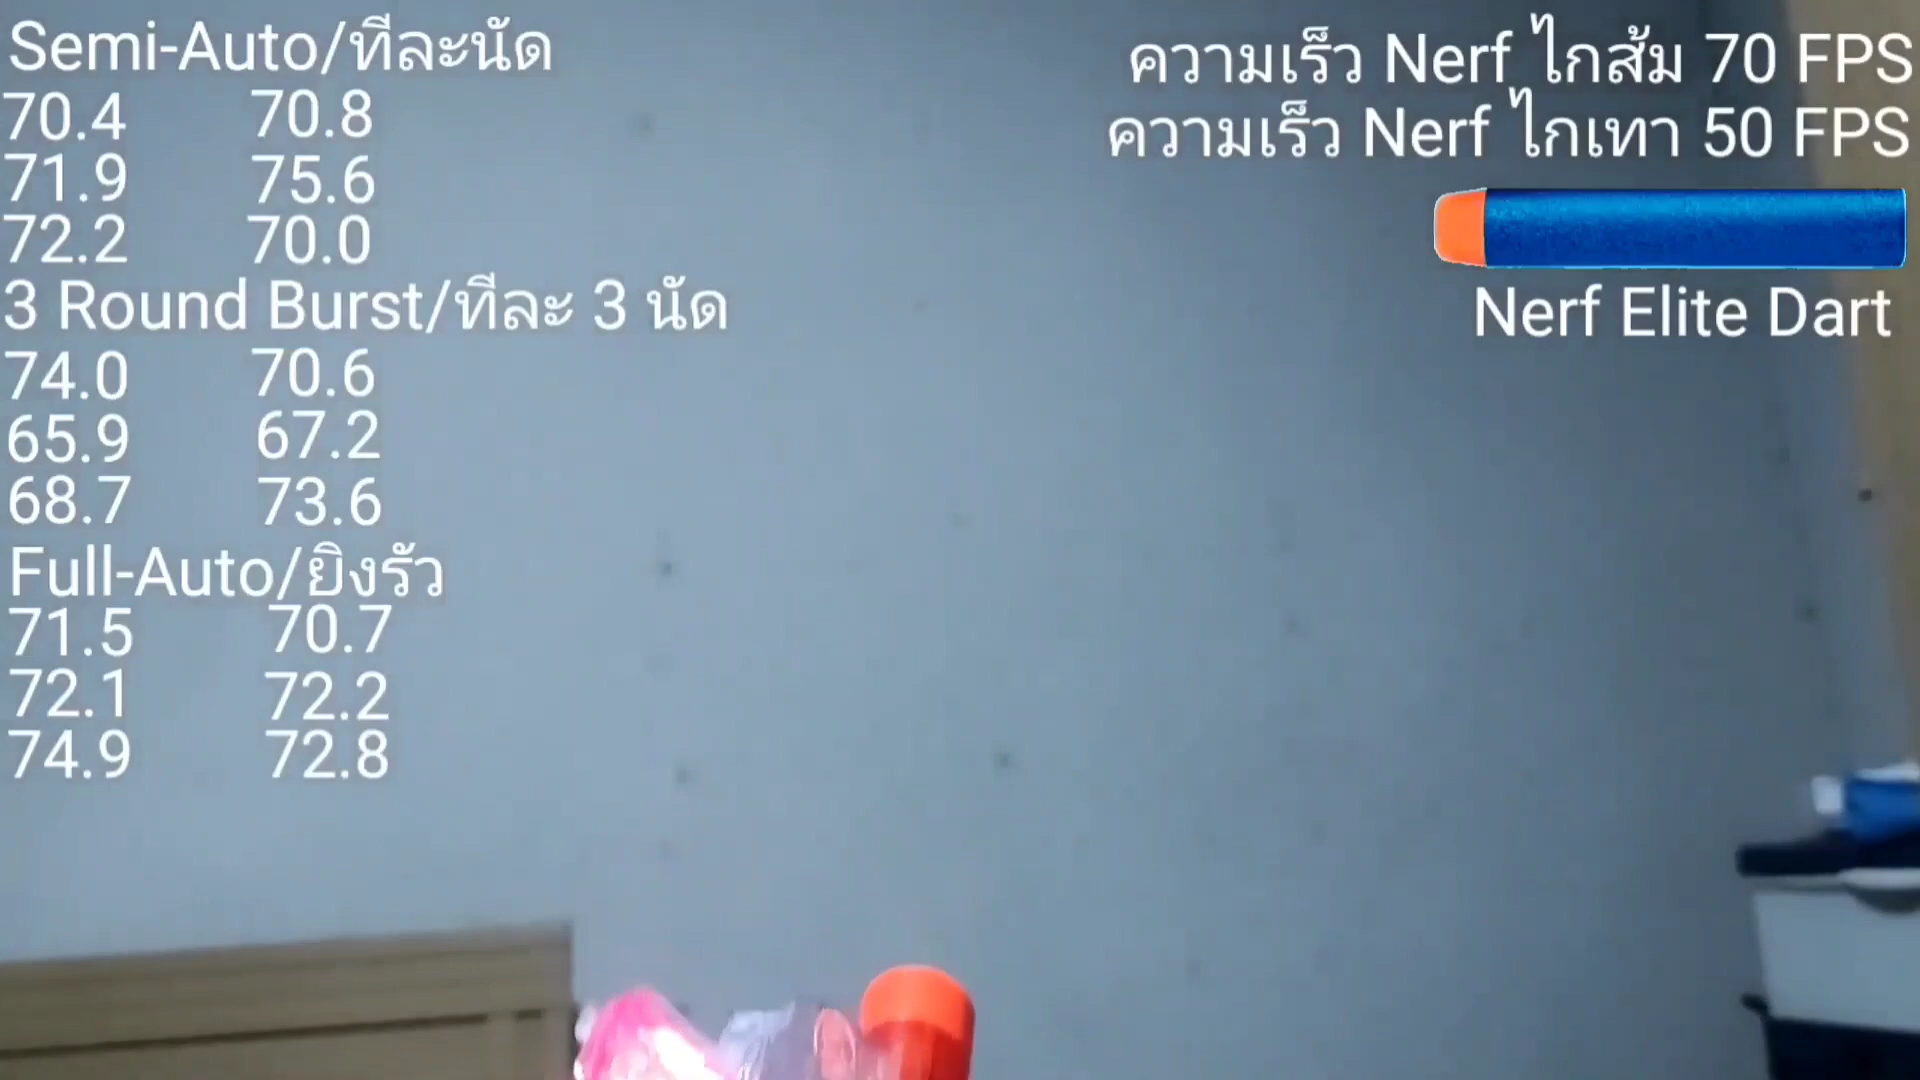 Semi-Auto/ทีละนัด
70.4 70.8
71.9 75.6
72.2 70.0
3 Round Burst/ทีละ 3 นัด
74.0 70.6
65.9 67.2
68.7 73.6
Full-Auto/ยิงรัว
71.5 70.7
72.1 72.2
74.9 72.8
ความเร็ว Nerf ไกส้ม 70 FPS
ความเร็ว Nerf ไกเทา 50 FPS
Nerf Elite Dart